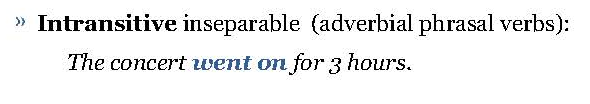 » Intransitive inseparable (adverbial phrasal verbs):
The concert went on for 3 hours.